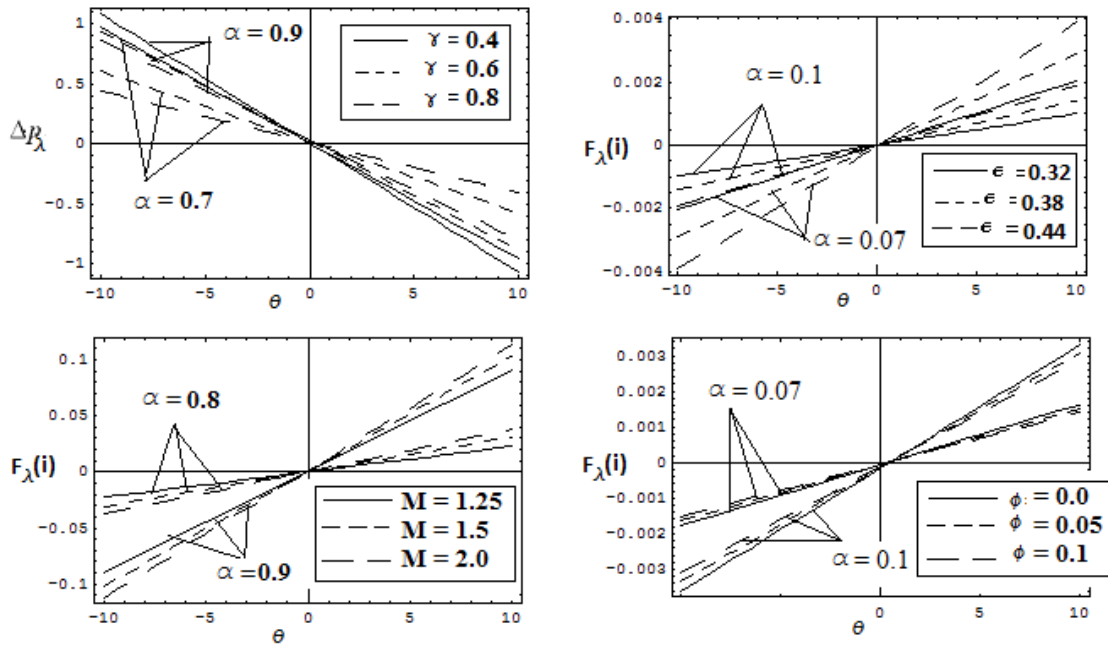 1
0.5
0
-0.5
-1
Δpλ
α = 0.9
α = 0.7
γ = 0.4
γ = 0.6
γ = 0.8
-10 -5 0 5 10
θ
0.004
0.002
0
-0.002
-0.004
Fλ(i)
α = 0.1
α = 0.07
ϵ = 0.32
ϵ = 0.38
ϵ = 0.44
-10 -5 0 5 10
θ
0.1
0.05
0
-0.05
-0.1
Fλ(i)
α = 0.8
α = 0.9
M = 1.25
M = 1.5
M = 2.0
-10 -5 0 5 10
θ
0.003
0.002
0.001
0
-0.001
-0.002
-0.003
Fλ(i)
α = 0.07
α = 0.1
ϕ: = 0.0
ϕ = 0.05
ϕ = 0.1
0 5 10
θ